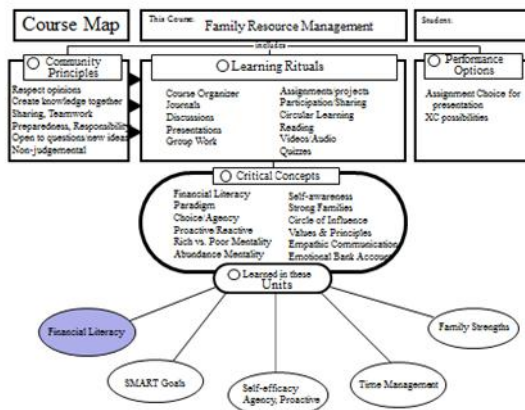 Course Map
This Course:
Family Resource Management
Student:
includes
Community
Principles
Respect opinions
Create knowledge together
Sharing, Teamwork
Preparedness, Responsibility
Open to questions/new ideas
Non-judgemental
Learning Rituals
Course Organizer
Journals
Discussions
Presentations
Group Work
Assignments/projects
Participation/Sharing
Circular Learning
Reading
Videos/Audio
Quizzes
Performance
Options
Assignment Choice for
presentation
XC possibilities
Critical Concepts
Financial Literacy
Paradigm
Choice/Agency
Proactive/Reactive
Rich vs. Poor Mentality
Abundance Mentality
Self-awareness
Strong Families
Circle of Influence
Values & Principles
Empathic Communication
Emotional Bank Account
Learned in these
Units
Financial Literacy
SMART Goals
Self-efficacy
Agency, Proactive
Time Management
Family Strengths